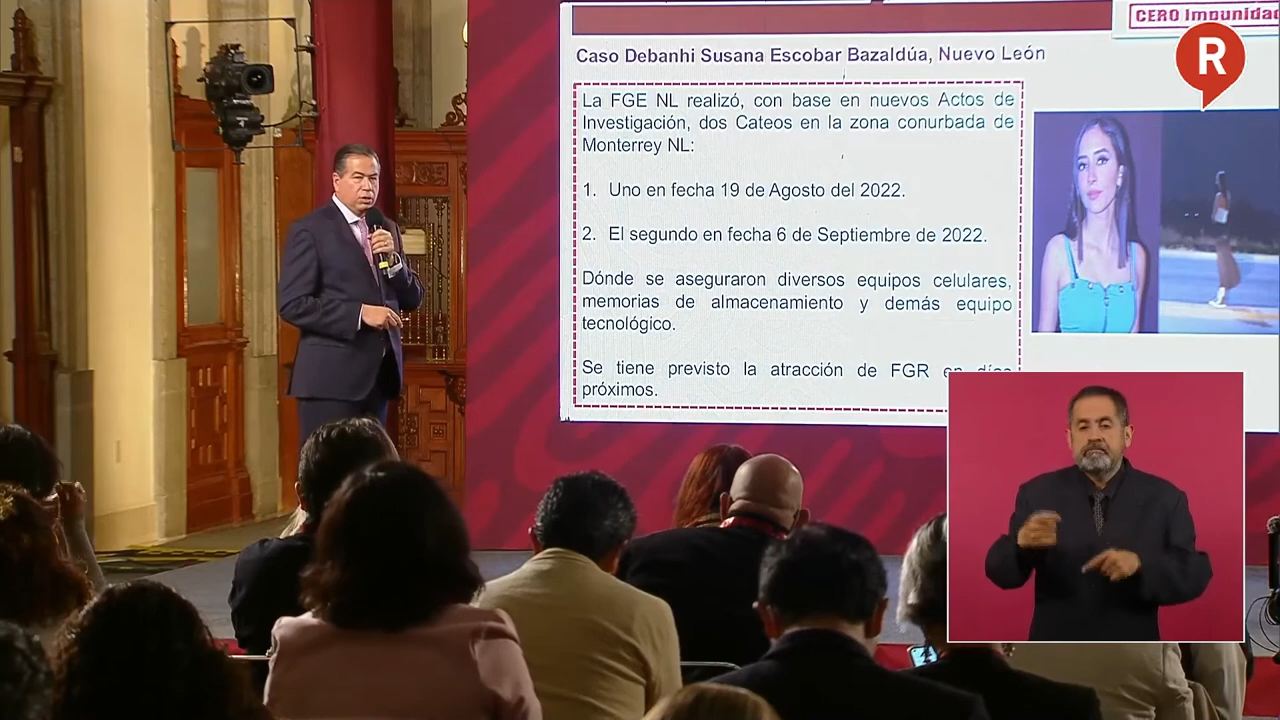 CERO Impunidad
R
Caso Debanhi Susana Escobar Bazaldúa, Nuevo León
La FGE NL realizó, con base en nuevos Actos de
Investigación, dos Cateos en la zona conurbada de
Monterrey NL:
1. Uno en fecha 19 de Agosto del 2022.
2. El segundo en fecha 6 de Septiembre de 2022.
Dónde se aseguraron diversos equipos celulares,
memorias de almacenamiento y demás equipo
tecnológico.
Se tiene previsto la atracción de FGR en días
próximos.